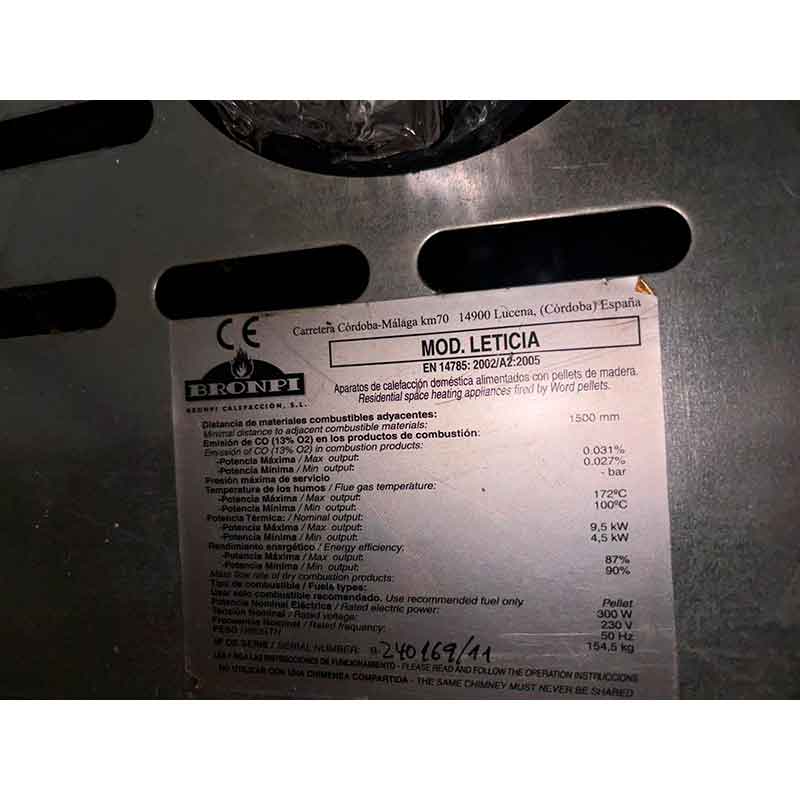 CE
Carretera Córdoba-Málaga km70 14900 Lucena, (Córdoba) España
MOD. LETICIA
EN 14785: 2002/A2:2005
BRONPI
BRONPI CALEFACCIÓN, S.L.
Aparatos de calefacción doméstica alimentados con pellets de madera.
Residential space heating appliances fired by Word pellets.
Distancia de materiales combustibles adyacentes: 1500 mm
Minimal distance to adjacent combustible materials:
Emisión de CO (13% O2) en los productos de combustión:
Emission of CO (13% O2) in combustion products:
-Potencia Máxima / Max output: 0.031%
-Potencia Mínima / Min output: 0.027%
Presión máxima de servicio - bar
Temperatura de los humos / Flue gas temperature:
-Potencia Máxima / Max output: 172ºC
-Potencia Mínima / Min output: 100ºC
Potencia Térmica: / Nominal output:
-Potencia Máxima / Max output: 9,5 kW
-Potencia Mínima / Min output: 4,5 kW
Rendimiento energético / Energy efficiency:
-Potencia Máxima / Max output: 87%
-Potencia Mínima / Min output: 90%
Mass flow rate of dry combustion products:
Tipo de combustible / Fuels types: Pellet
Usar solo combustible recomendado. Use recommended fuel only
Potencia Nominal Eléctrica / Rated electric power: 300 W
Tensión Nominal / Rated voltage: 230 V
Frecuencia Nominal / Rated frequency: 50 Hz
PESO / 154,5 kg
Nº DE SERIE / SERIAL NUMBER: 240169/11
LEA Y SIGA LAS INSTRUCCIONES DE FUNCIONAMIENTO - PLEASE READ AND FOLLOW THE OPERATION INSTRUCCIONS
NO UTILIZAR CON UNA CHIMENEA COMPARTIDA - THE SAME CHIMNEY MUST NEVER BE SHARED